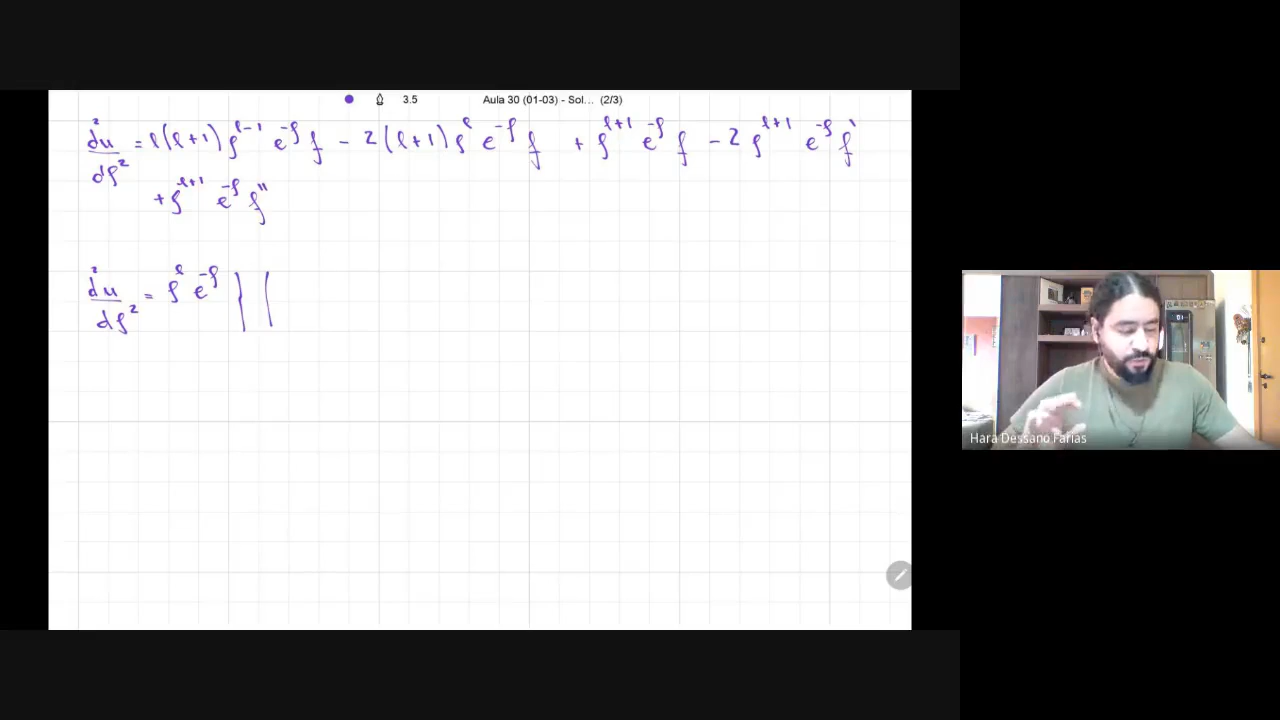 3.5 Aula 30 (01-03) - Sol... (2/3)
d²u/dρ² = l(l+1) ρ^{l-1} e^{-ρ} f - 2(l+1) ρ^{l} e^{-ρ} f + ρ^{l+1} e^{-ρ} f - 2 ρ^{l+1} e^{-ρ} f'
+ ρ^{l+1} e^{-ρ} f''
d²u/dρ² = ρ^{l} e^{-ρ} } (
01
Hara Dessano Farias